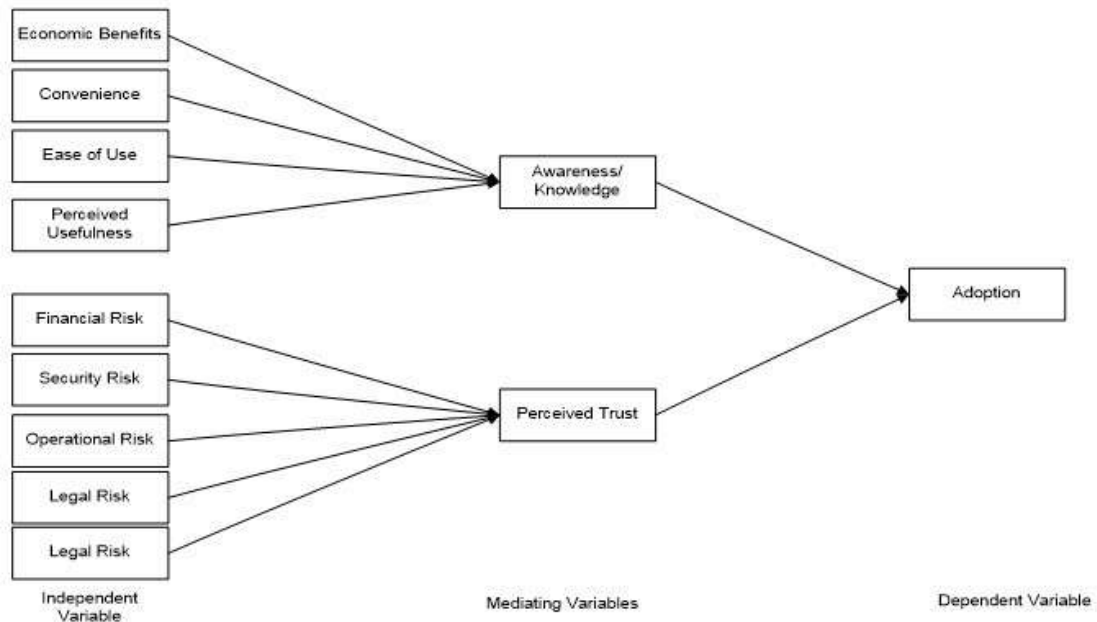 Economic Benefits
Convenience
Ease of Use
Perceived
Usefulness
Awareness/
Knowledge
Adoption
Financial Risk
Security Risk
Operational Risk
Legal Risk
Legal Risk
Perceived Trust
Independent
Variable
Mediating Variables
Dependent Variable